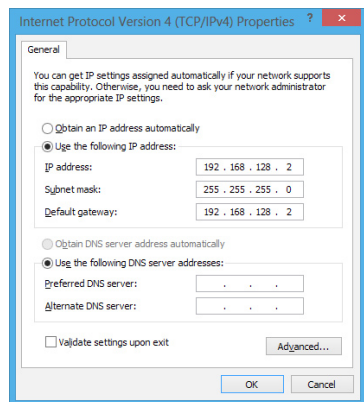 Internet Protocol Version 4 (TCP/IPv4) Properties ? ×
General
You can get IP settings assigned automatically if your network supports
this capability. Otherwise, you need to ask your network administrator
for the appropriate IP settings.
Obtain an IP address automatically
Use the following IP address:
IP address: 192 . 168 . 128 . 2
Subnet mask: 255 . 255 . 255 . 0
Default gateway: 192 . 168 . 128 . 2
Obtain DNS server address automatically
Use the following DNS server addresses:
Preferred DNS server: . . .
Alternate DNS server: . . .
Validate settings upon exit
Advanced...
OK Cancel